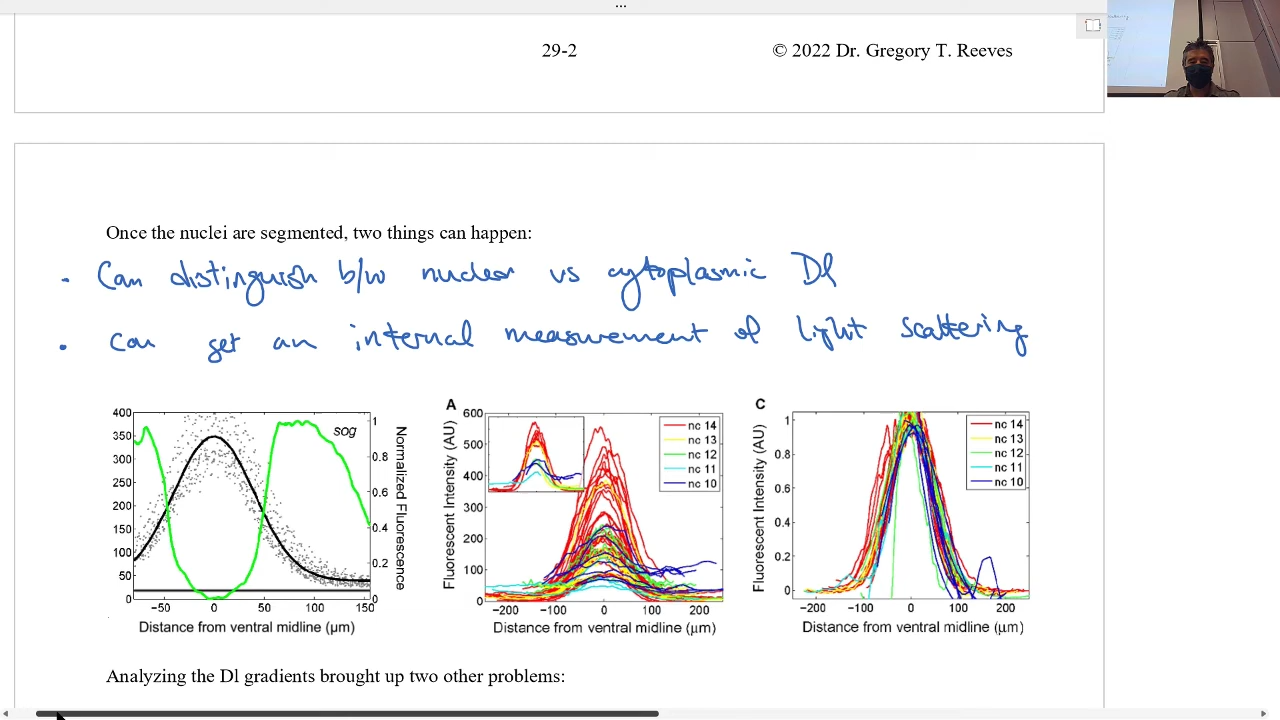 29-2 © 2022 Dr. Gregory T. Reeves
Once the nuclei are segmented, two things can happen:
· Can distinguish b/w nuclear vs cytoplasmic Dl
· Can get an internal measurement of light scattering
400
350
300
250
200
150
100
50
0
sog
1
0.8
0.6
0.4
0.2
0
Normalized Fluorescence
−50 0 50 100 150
Distance from ventral midline (μm)
A
Fluorescent Intensity (AU)
600
500
400
300
200
100
0
nc 14
nc 13
nc 12
nc 11
nc 10
−200 −100 0 100 200
Distance from ventral midline (μm)
C
Fluorescent Intensity (AU)
1
0.8
0.6
0.4
0.2
0
nc 14
nc 13
nc 12
nc 11
nc 10
−200 −100 0 100 200
Distance from ventral midline (μm)
Analyzing the Dl gradients brought up two other problems: